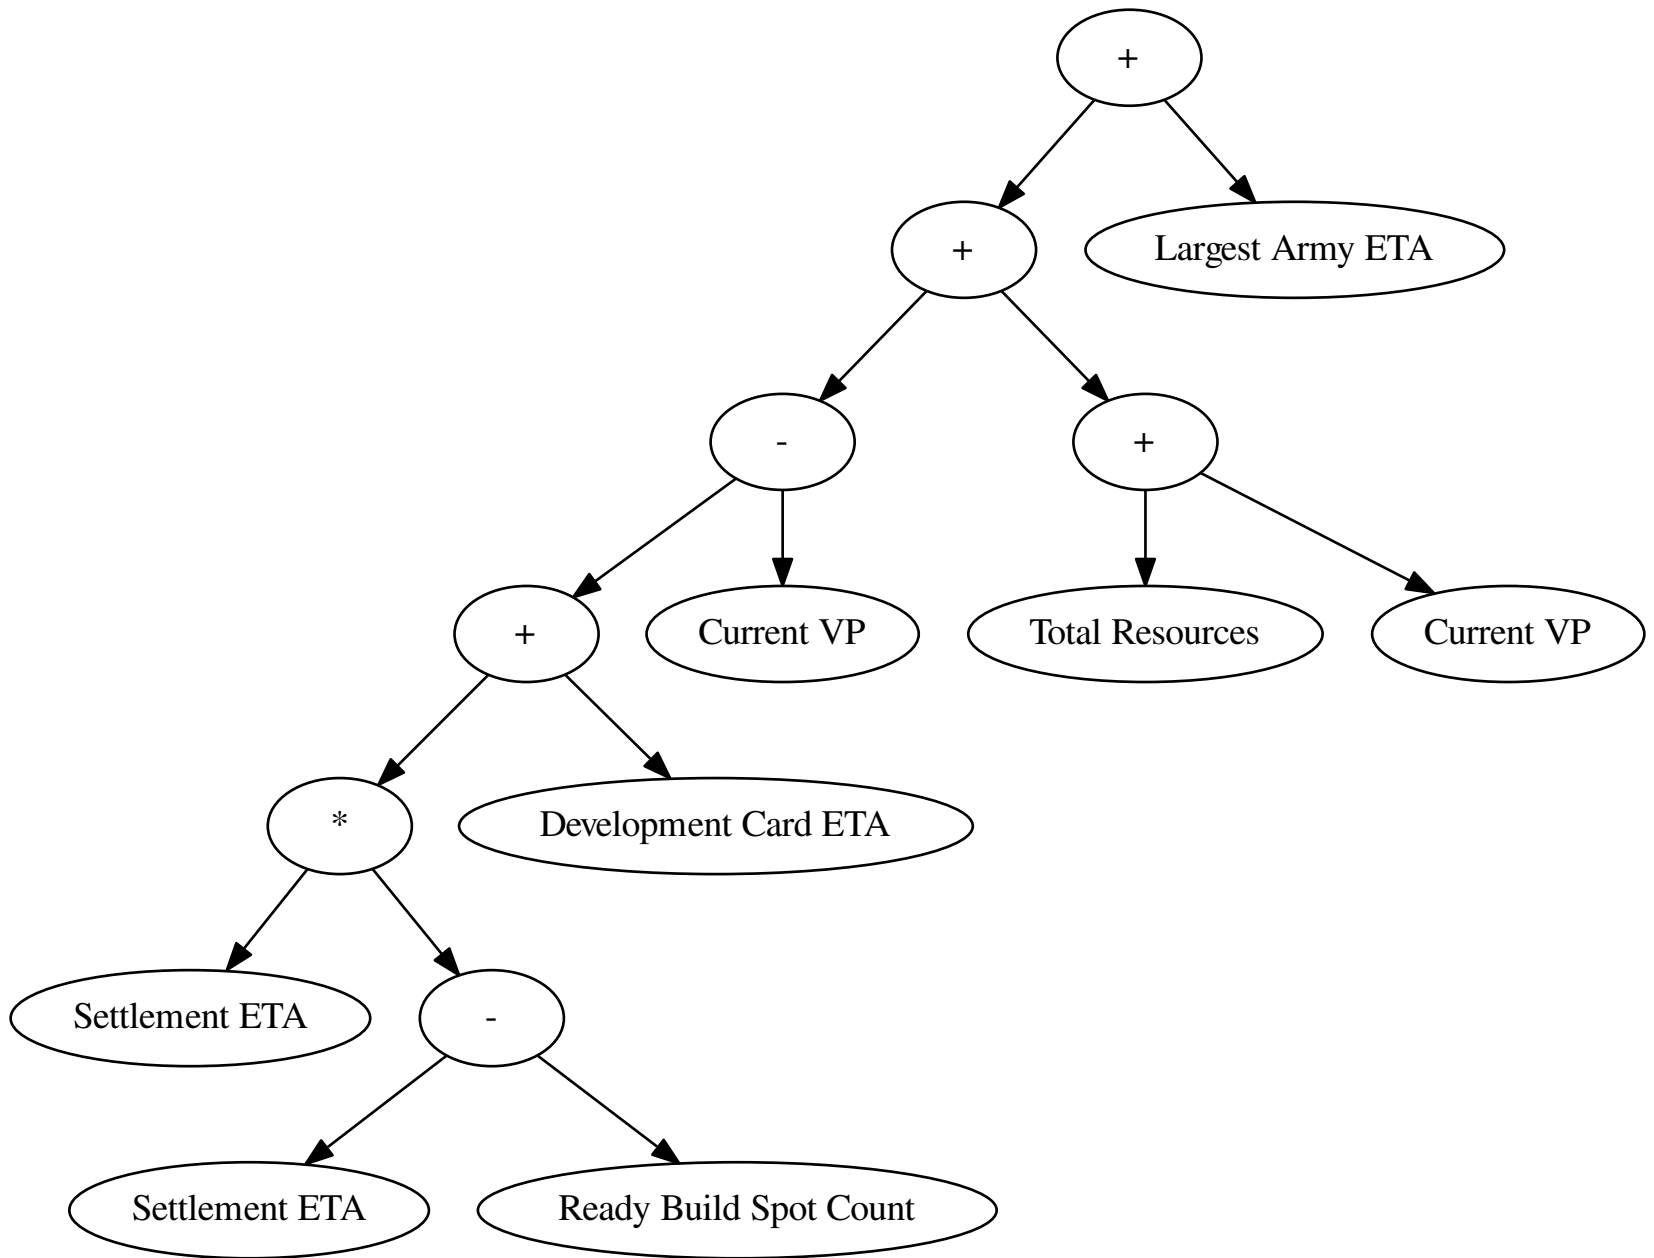 +
+
Largest Army ETA
-
+
+
Current VP
Total Resources
Current VP
*
Development Card ETA
Settlement ETA
-
Settlement ETA
Ready Build Spot Count